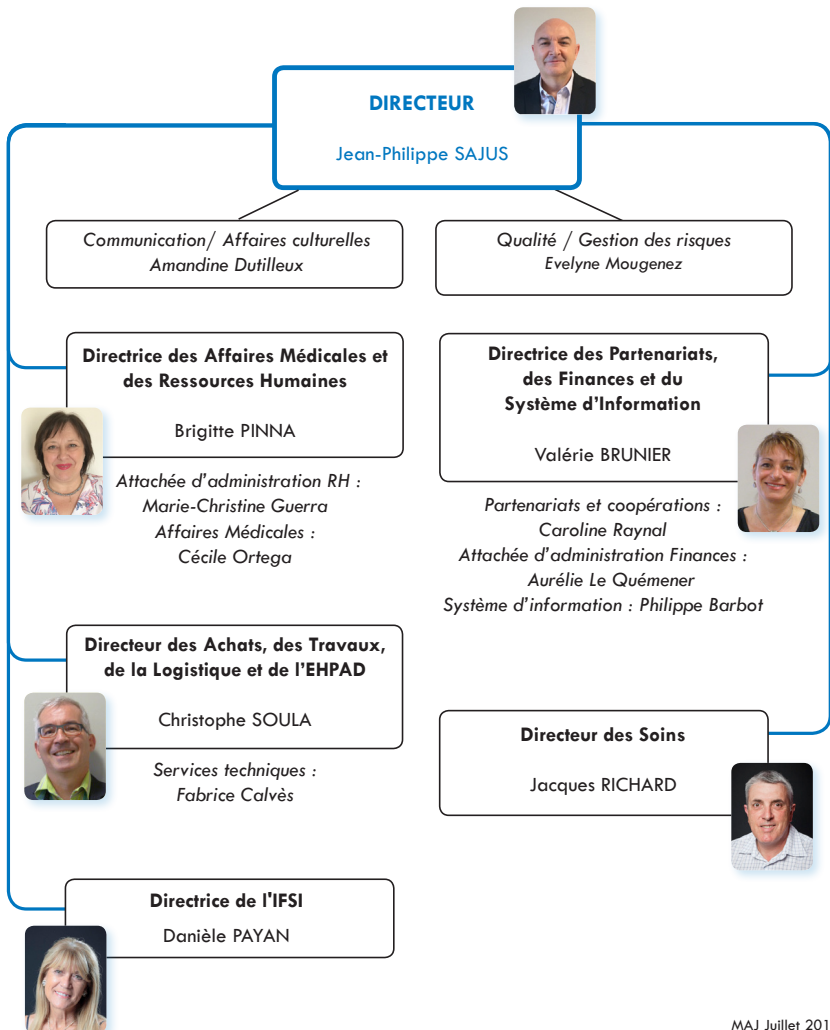 DIRECTEUR
Jean-Philippe SAJUS
Communication/ Affaires culturelles
Amandine Dutilleux
Qualité / Gestion des risques
Evelyne Mougenez
Directrice des Affaires Médicales et
des Ressources Humaines
Brigitte PINNA
Attachée d'administration RH :
Marie-Christine Guerra
Affaires Médicales :
Cécile Ortega
Directrice des Partenariats,
des Finances et du
Système d'Information
Valérie BRUNIER
Partenariats et coopérations :
Caroline Raynal
Attachée d'administration Finances :
Aurélie Le Quémener
Système d'information : Philippe Barbot
Directeur des Achats, des Travaux,
de la Logistique et de l'EHPAD
Christophe SOULA
Services techniques :
Fabrice Calvès
Directeur des Soins
Jacques RICHARD
Directrice de l'IFSI
Danièle PAYAN
MAJ Juillet 201